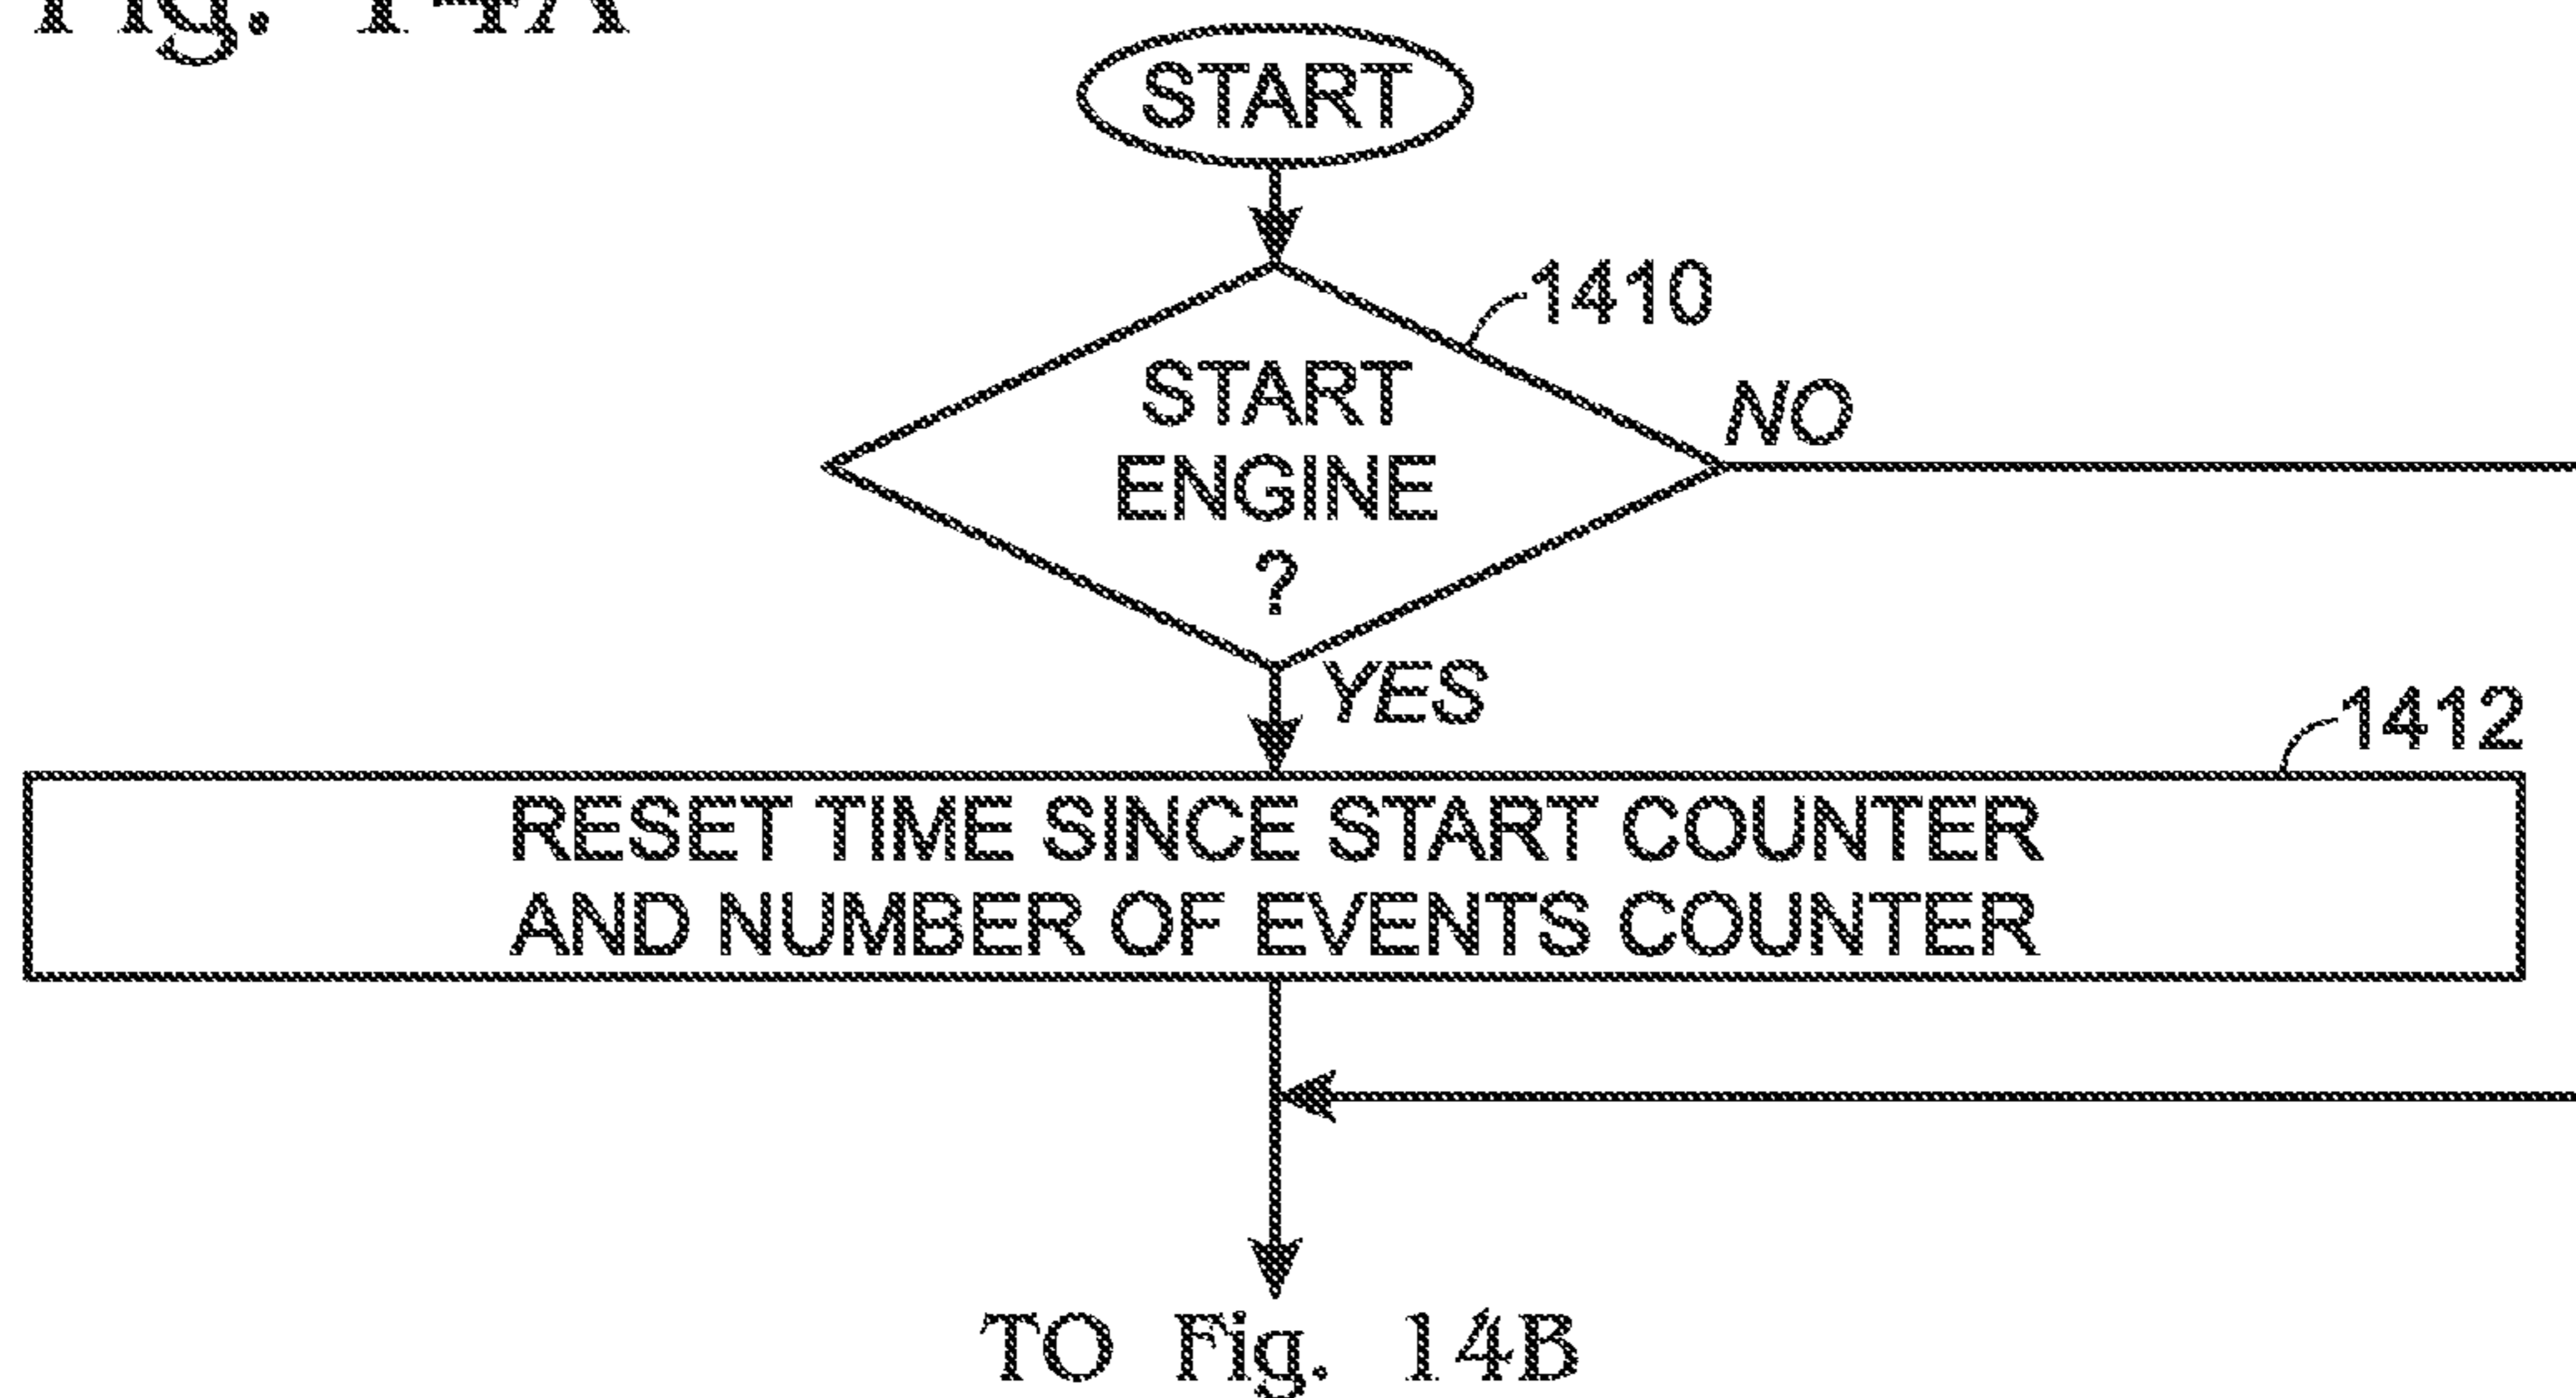 Fig. 14A
START
1410
START
ENGINE
?
NO
YES
1412
RESET TIME SINCE START COUNTER
AND NUMBER OF EVENTS COUNTER
TO Fig. 14B